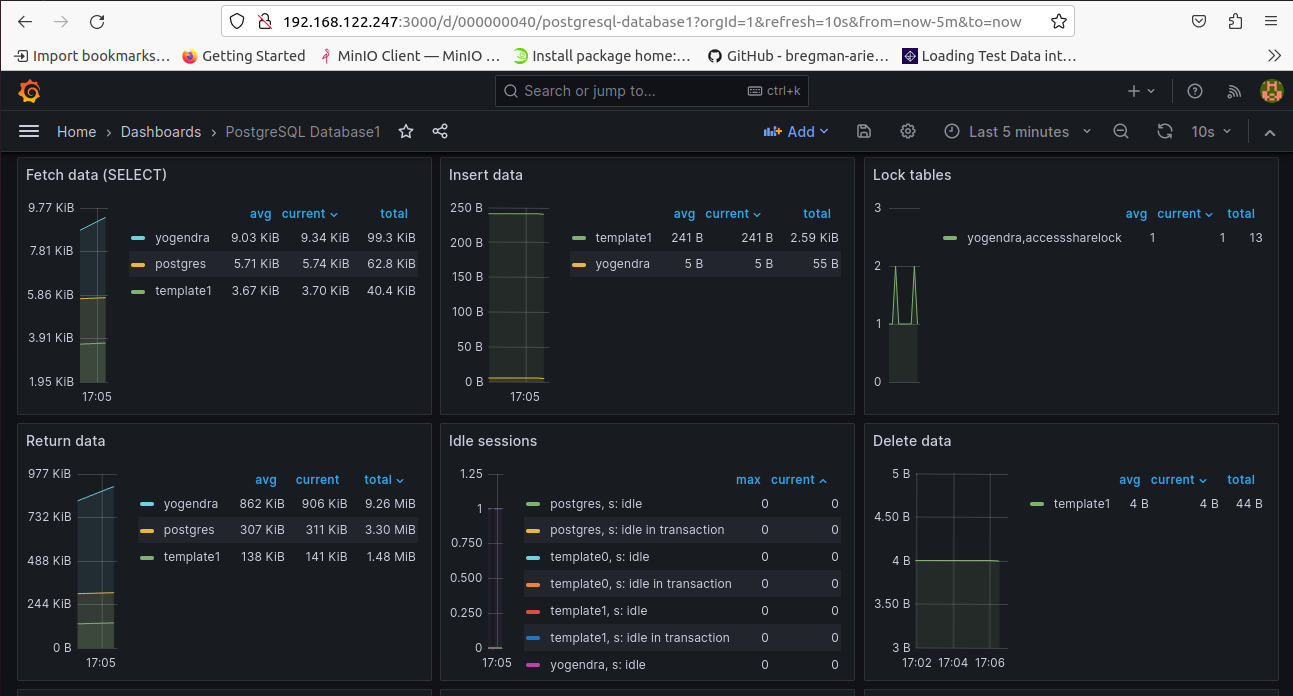 192.168.122.247:3000/d/000000040/postgresql-database1?orgId=1&refresh=10s&from=now-5m&to=now
Import bookmarks... Getting Started MinIO Client — MinIO ... Install package home:... GitHub - bregman-arie... Loading Test Data int...
Search or jump to... ctrl+k
Home › Dashboards › PostgreSQL Database1 Add Last 5 minutes 10s
Fetch data (SELECT)
9.77 KiB
7.81 KiB
5.86 KiB
3.91 KiB
1.95 KiB
17:05
avg current total
yogendra 9.03 KiB 9.34 KiB 99.3 KiB
postgres 5.71 KiB 5.74 KiB 62.8 KiB
template1 3.67 KiB 3.70 KiB 40.4 KiB
Insert data
250 B
200 B
150 B
100 B
50 B
0 B
17:05
avg current total
template1 241 B 241 B 2.59 KiB
yogendra 5 B 5 B 55 B
Lock tables
3
2
1
0
avg current total
yogendra,accesssharelock 1 1 13
Return data
977 KiB
732 KiB
488 KiB
244 KiB
0 B
17:05
avg current total
yogendra 862 KiB 906 KiB 9.26 MiB
postgres 307 KiB 311 KiB 3.30 MiB
template1 138 KiB 141 KiB 1.48 MiB
Idle sessions
1.25
1
0.750
0.500
0.250
0
17:05
max current
postgres, s: idle 0 0
postgres, s: idle in transaction 0 0
template0, s: idle 0 0
template0, s: idle in transaction 0 0
template1, s: idle 0 0
template1, s: idle in transaction 0 0
yogendra, s: idle 0 0
Delete data
5 B
4.50 B
4 B
3.50 B
3 B
17:02 17:04 17:06
avg current total
template1 4 B 4 B 44 B